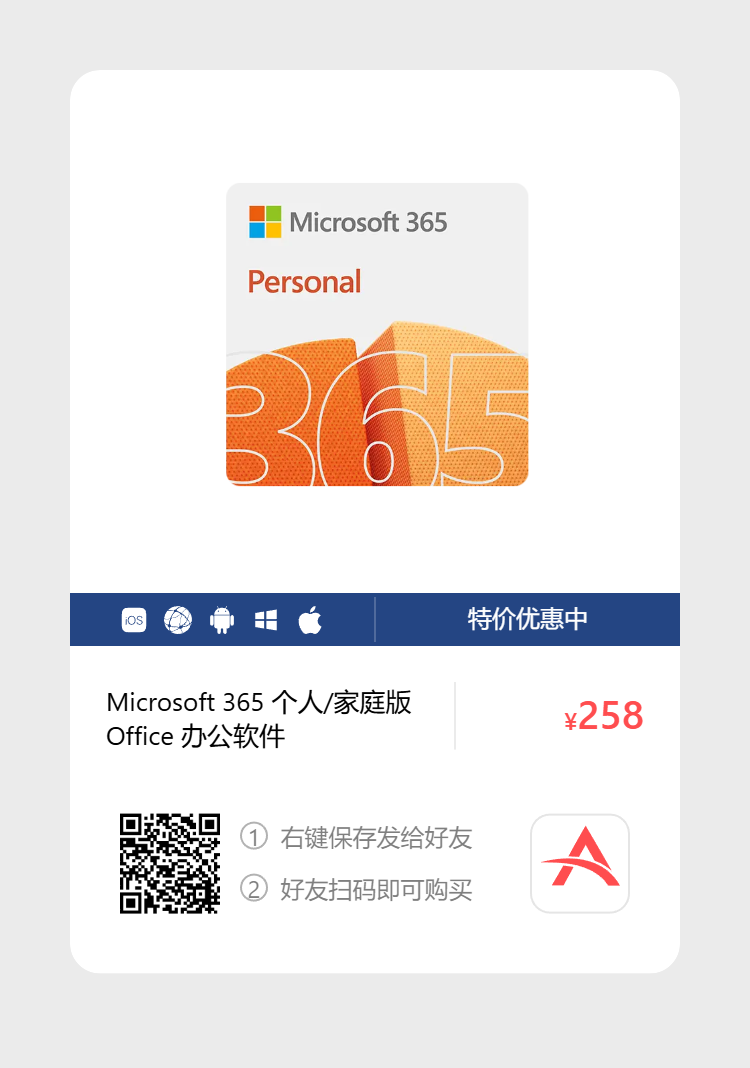 Microsoft 365
Personal
365
iOS
特价优惠中
Microsoft 365 个人/家庭版
Office 办公软件
¥258
① 右键保存发给好友
② 好友扫码即可购买